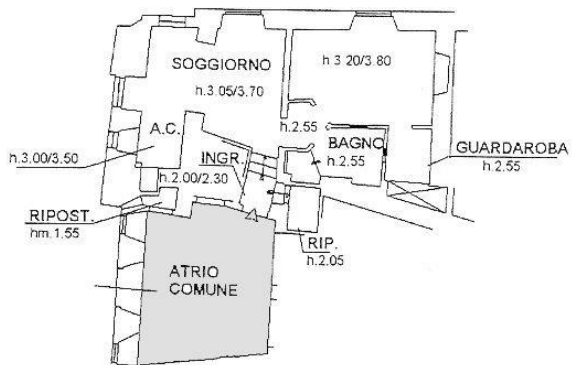 SOGGIORNO
h.3.05/3.70
h.3.20/3.80
A.C.
h.2.55
BAGNO
h.2.55
GUARDAROBA
h.2.55
h.3.00/3.50
INGR.
h.2.00/2.30
RIPOST.
hm.1.55
RIP.
h.2.05
ATRIO
COMUNE